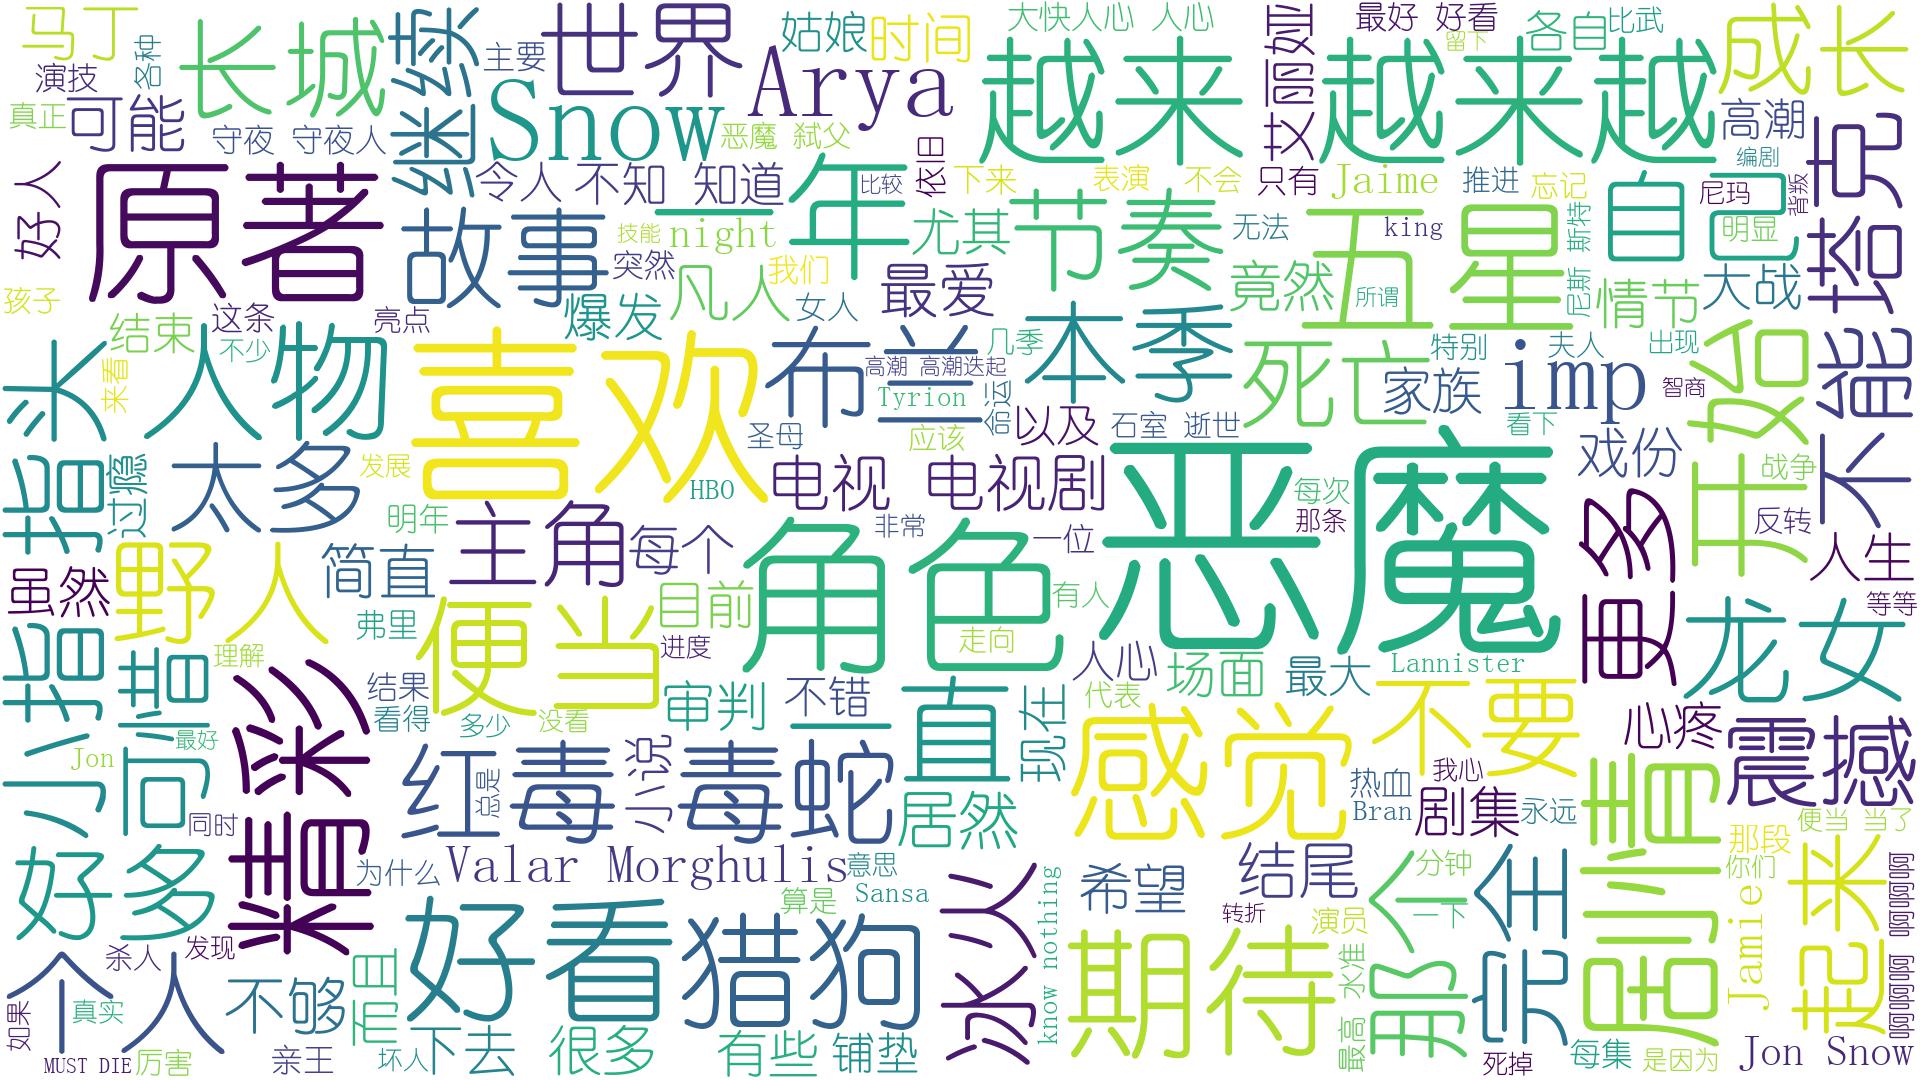 马丁
长城
继续
主要
世界
姑娘
时间
大快人心 人心
技丽亚
最好 好看
留下
各自
比武
成长
演技
各种
真正
可能
守夜 守夜人
Snow
Arya
恶魔 弑父
越来
越来越
高潮
编剧
塔克
好人
原著
令人
不知
知道
一年
比较
依旧
下来
表演
不会
只有
Jaime
推进
忘记
自己
尼玛
背叛
明显
故事
技能
突然
night
尤其
节奏
无法
五星
king
斯特
尼斯
孩子
这条
亮点
爆发
凡人
我们
女人
最爱
竟然
所谓
情节
大战
结束
不少
来看
人物
喜欢
布兰
高潮 高潮迭起
几季
本季
死亡
特别
夫人
出现
家族
imp
智商
看下
开始
不能
Tyrion
命运
圣母
应该
以及
石室 逝世
太多
过瘾
发展
HBO
电视
电视剧
恶魔
每次
那条
戏份
战争
反转
人生
小指
小指头
明年
主角
每个
非常
一位
角色
更多
虽然
野人
简直
便当
目前
有人
走向
龙女
等等
弗里
理解
进度
人心
场面
最大
Lannister
精彩
结果
看得
多少
没看
审判
不错
一直
现在
代表
不要
心疼
震撼
Jon
最好
同时
红毒
总是
小说
毒蛇
居然
感觉
热血
我心
Bran
剧集
永远
剧情
便当 当了
那段
你们
好多
为什么
Valar Morghulis
意思
Sansa
冰火
know nothing
希望
结尾
分钟
那个
一下
完全
Jamie
起来
啊啊啊 啊啊啊啊
个人
杀人
发现
不够
而且
好看
猎狗
算是
期待
转折
演员
水准
最高
如果
真实
MUST DIE
厉害
亲王
坏人
下去
很多
有些
铺垫
死掉
每集
是因为
Jon Snow